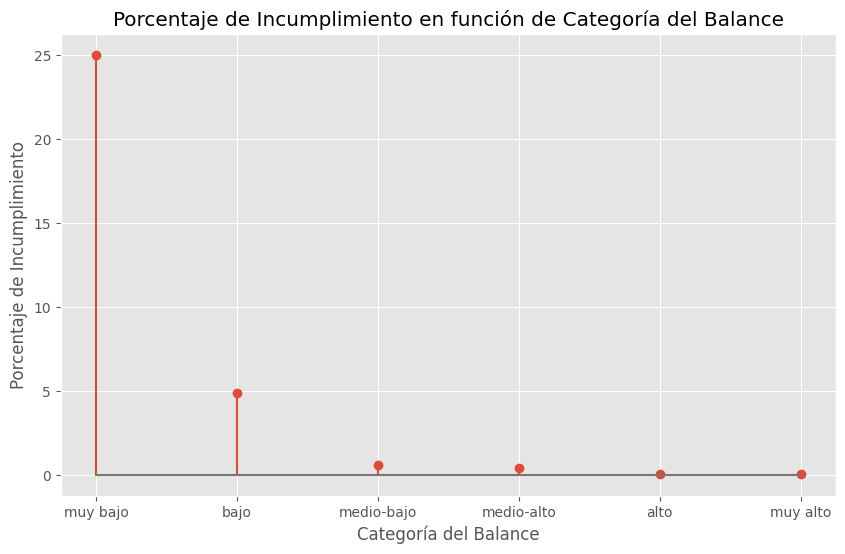 Porcentaje de Incumplimiento en función de Categoría del Balance
Porcentaje de Incumplimiento
25
20
15
10
5
0
muy bajo
bajo
medio-bajo
medio-alto
alto
muy alto
Categoría del Balance